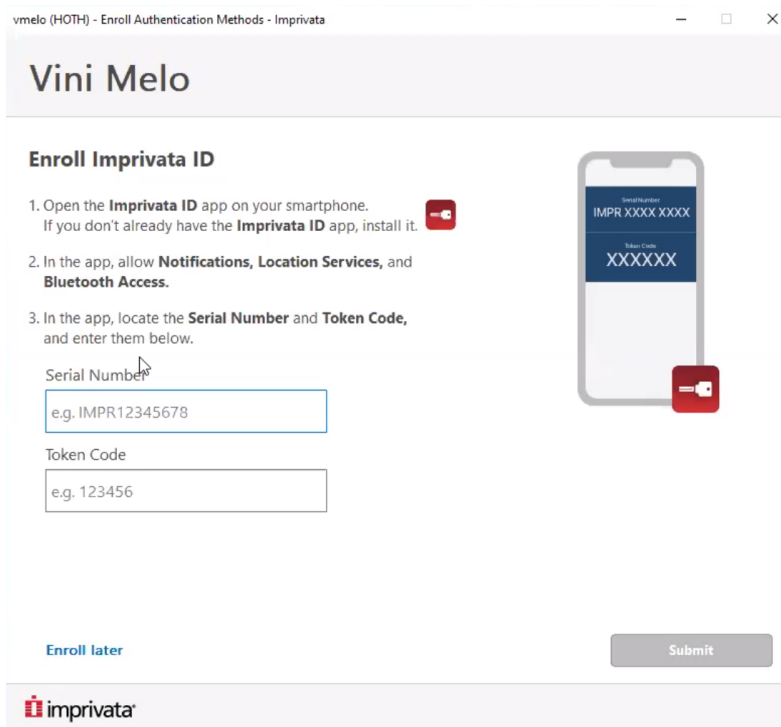 vmelo (HOTH) - Enroll Authentication Methods - Imprivata
Vini Melo
Enroll Imprivata ID
1. Open the Imprivata ID app on your smartphone.
If you don't already have the Imprivata ID app, install it.
2. In the app, allow Notifications, Location Services, and
Bluetooth Access.
3. In the app, locate the Serial Number and Token Code,
and enter them below.
Serial Number
e.g. IMPR12345678
Token Code
e.g. 123456
Serial Number
IMPR XXXX XXXX
Token Code
XXXXXX
Enroll later
Submit
imprivata